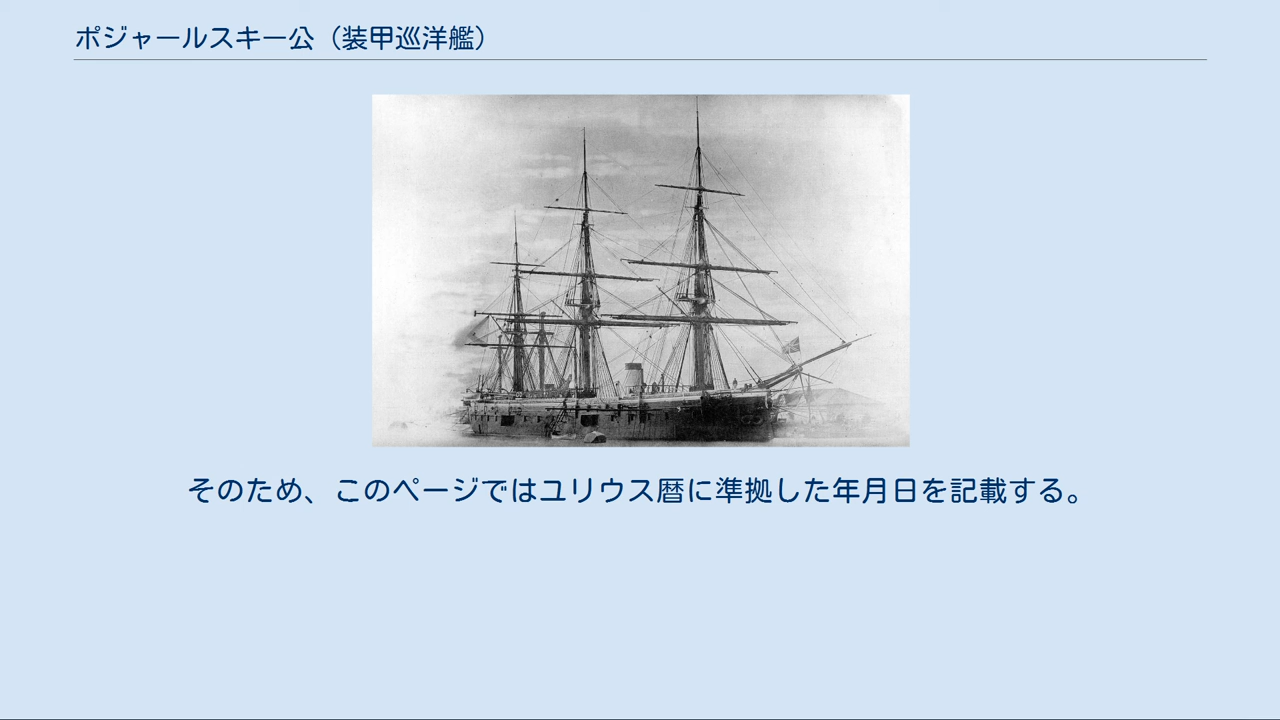 ポジャールスキー公（装甲巡洋艦）
そのため、このページではユリウス暦に準拠した年月日を記載する。